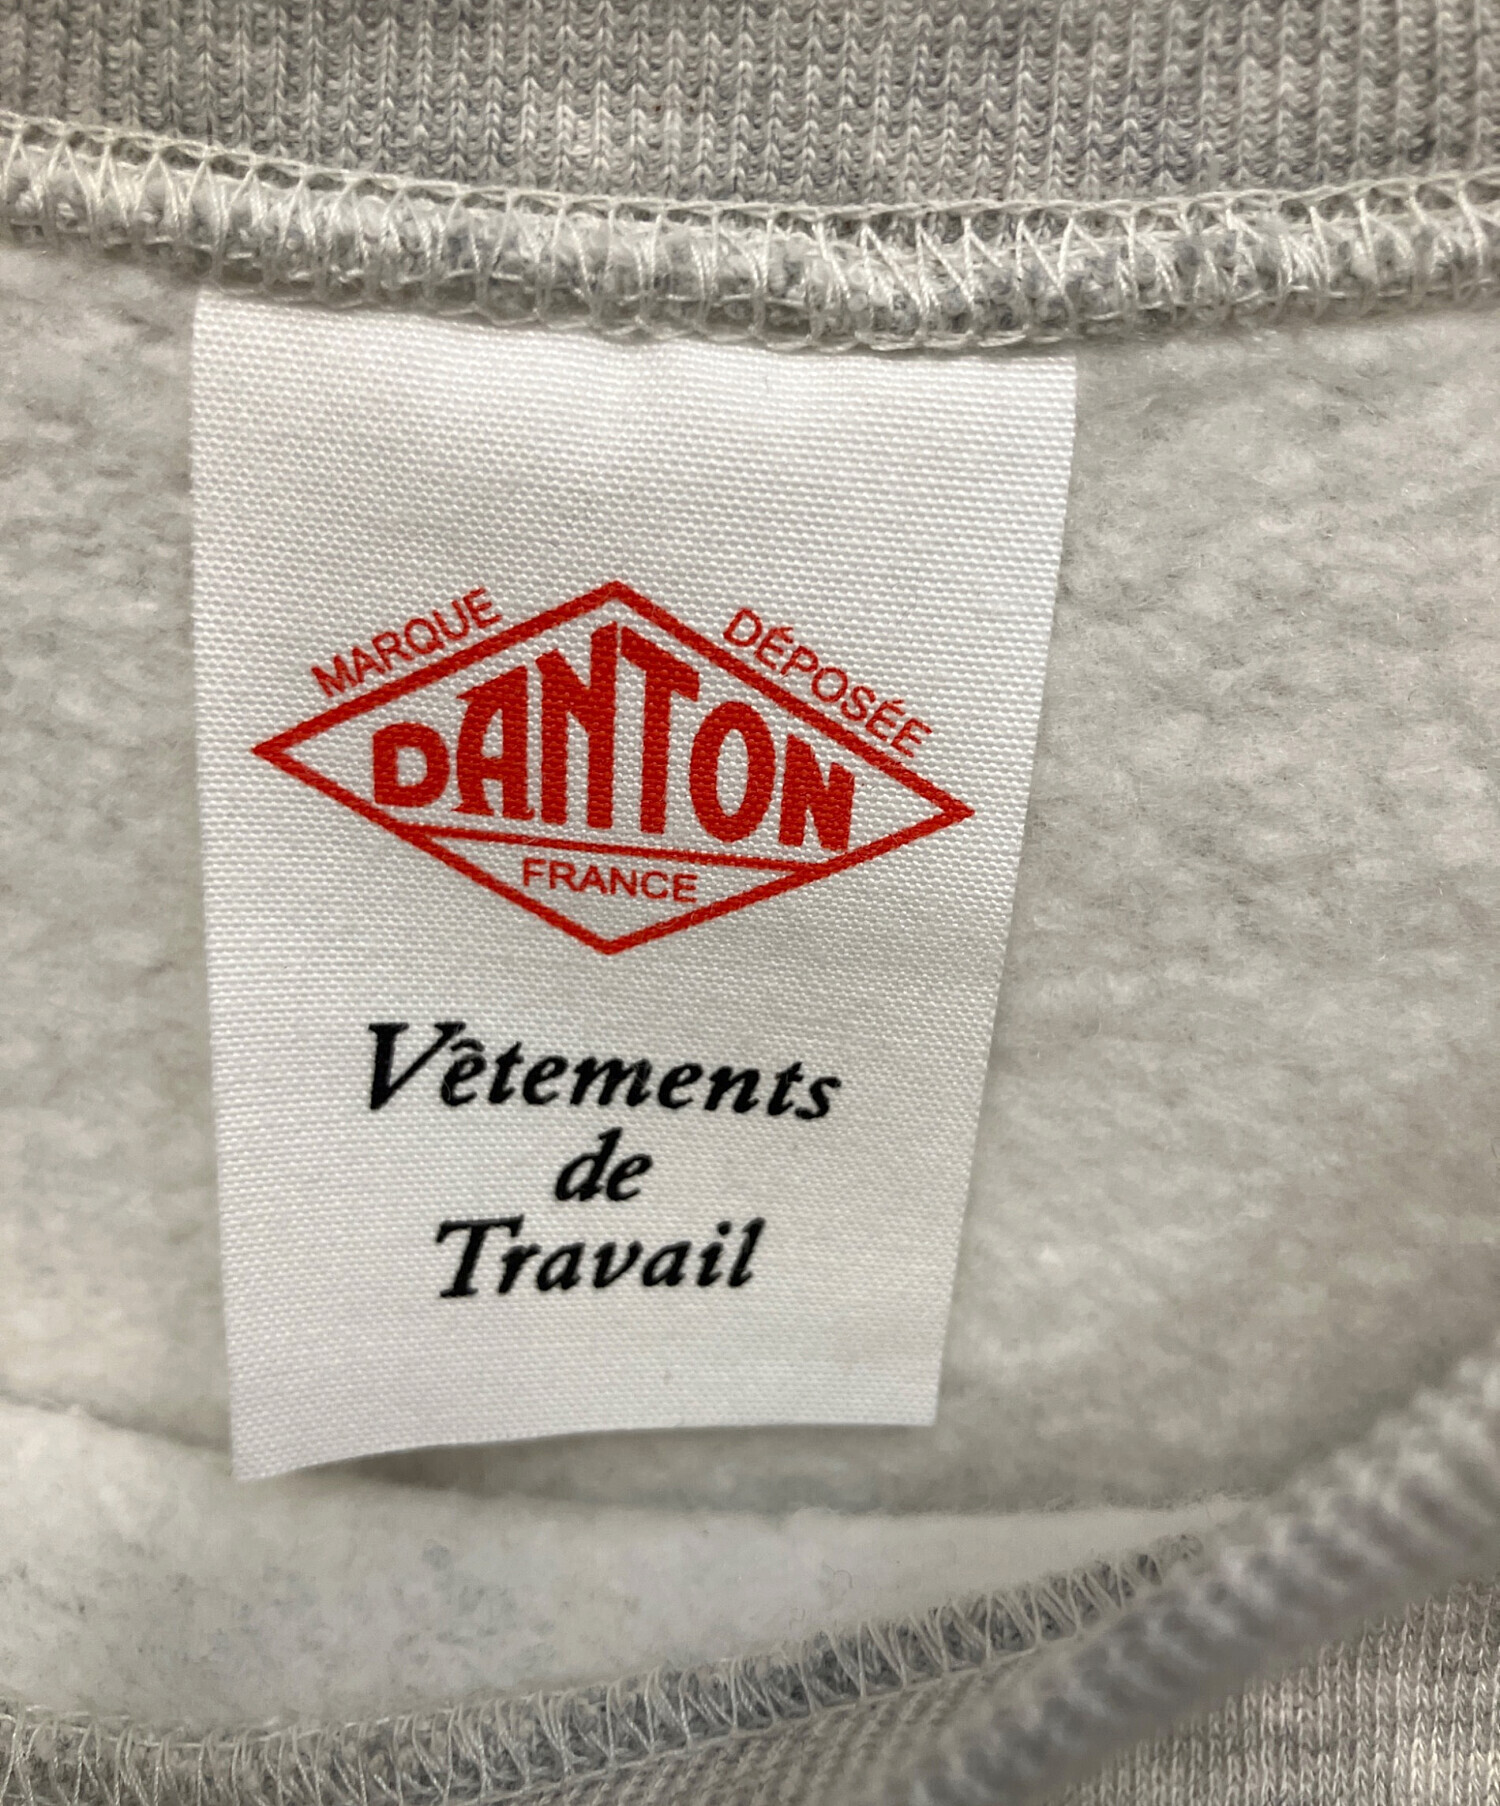 MARQUE DÉPOSÉE
DANTON
FRANCE
Vêtements
de
Travail